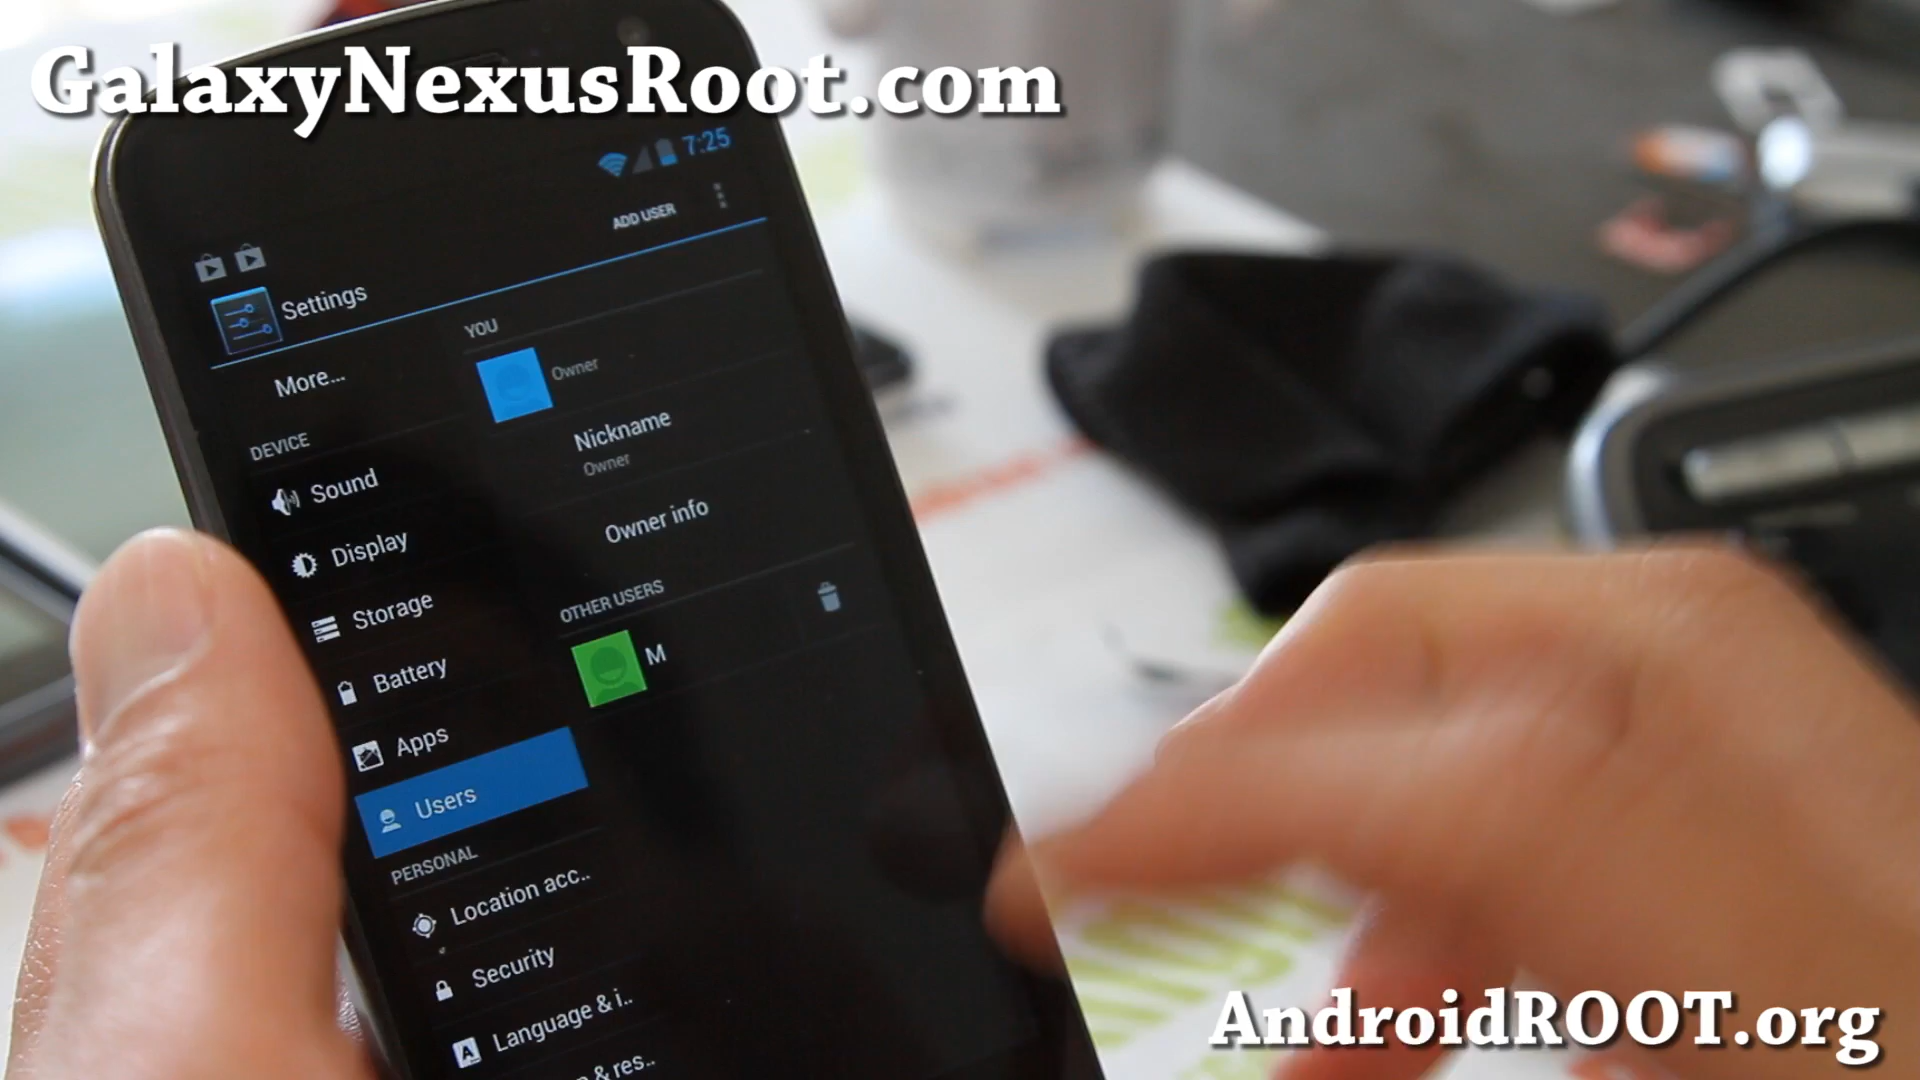 GalaxyNexusRoot.com
7:25
ADD USER
Settings
More...
DEVICE
Sound
Display
Storage
Battery
Apps
Users
PERSONAL
Location acc..
Security
Language & i..
& res..
YOU
Owner
Nickname
Owner
Owner info
OTHER USERS
M
AndroidROOT.org